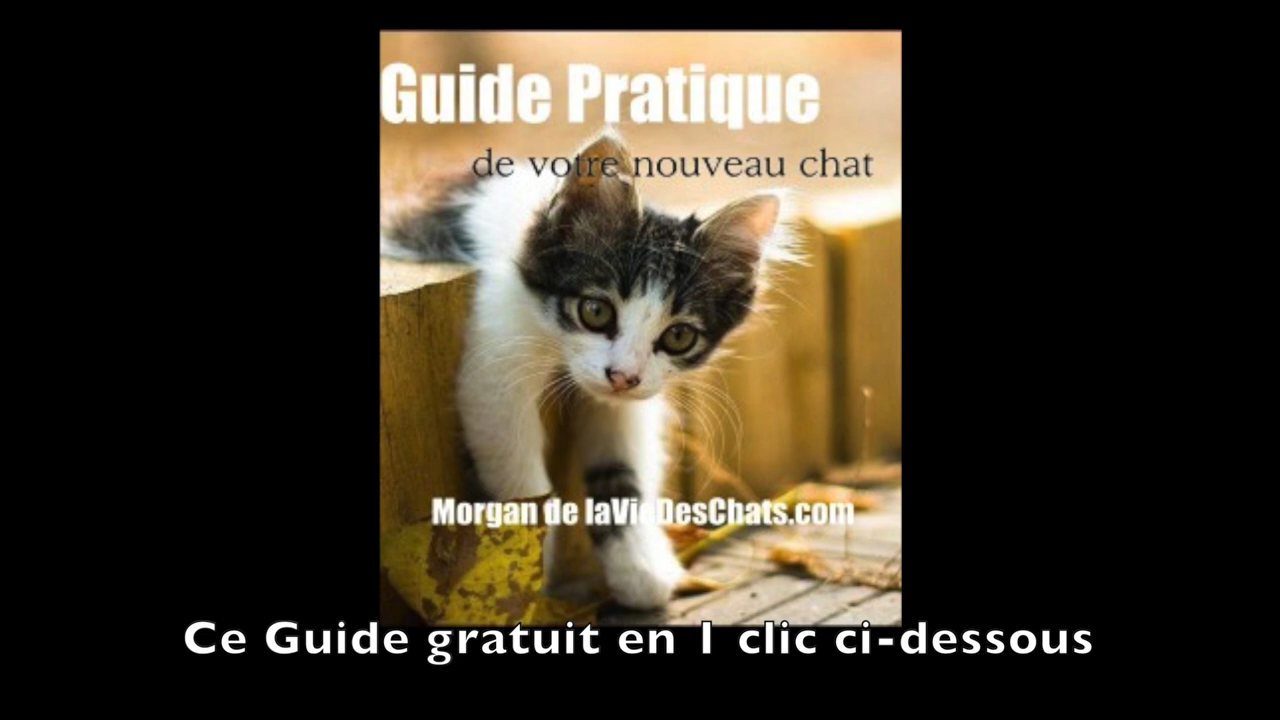 Guide Pratique
de votre nouveau chat
Morgan de laVieDesChats.com
Ce Guide gratuit en 1 clic ci-dessous